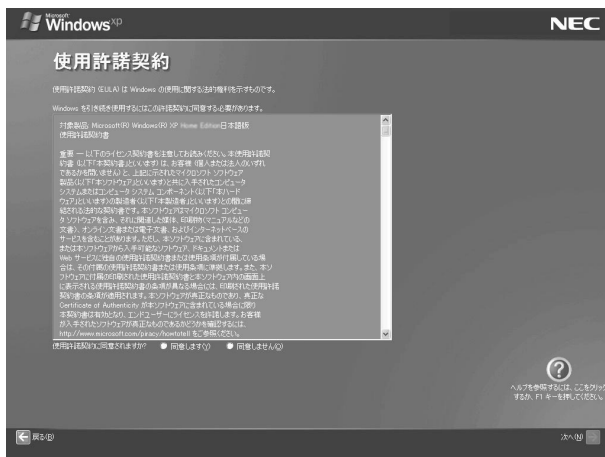 Microsoft
Windows xp
NEC
使用許諾契約
使用許諾契約 (EULA) は Windows の使用に関する法的権利を示すものです。
Windows を引き続き使用するにはこの許諾契約に同意する必要があります。
対象製品: Microsoft(R) Windows(R) XP Home Edition日本語版
使用許諾契約書
重要 ー 以下のライセンス契約書を注意してお読みください。本使用許諾契
約書 (以下「本契約書」といいます) は、お客様 (個人または法人のいずれ
であるかを問いません) と、上記に示されたマイクロソフト ソフトウェア
製品(以下「本ソフトウェア」といいます)と共に入手されたコンピュータ
システムまたはコンピュータ システム コンポーネント(以下「本ハード
ウェア」といいます)の製造者(以下「本製造者」といいます)との間に締
結される法的な契約書です。本ソフトウェアはマイクロソフト コンピュー
タ ソフトウェアを含み、それに関連した媒体、印刷物(マニュアルなどの
文書)、オンライン文書または電子文書、およびインターネットベースの
サービスを含むことがあります。ただし、本ソフトウェアに含まれている、
または本ソフトウェアから入手可能なソフトウェア、ドキュメントまたは
Web サービスに独自の使用許諾契約書または使用条項が付属している場
合は、その付属の使用許諾契約書または使用条項に準拠します。また、本ソ
フトウェアに付属の印刷された使用許諾契約書と本ソフトウェア内の画面上
に表示される使用許諾契約書の条項が異なる場合には、印刷された使用許諾
契約書の条項が適用されます。本ソフトウェアが真正なものであり、真正な
Certificate of Authenticity が本ソフトウェアに含まれている場合に限り
本契約書は有効となり、エンドユーザーにライセンスを許諾します。お客様
が入手されたソフトウェアが真正なものであるかどうかを確認するには、
http://www.microsoft.com/piracy/howtotell をご参照ください。
使用許諾契約に同意されますか?
同意します(Y)
同意しません(O)
ヘルプを参照するには、ここをクリック
するか、F1 キーを押してください。
戻る(B)
次へ(N)